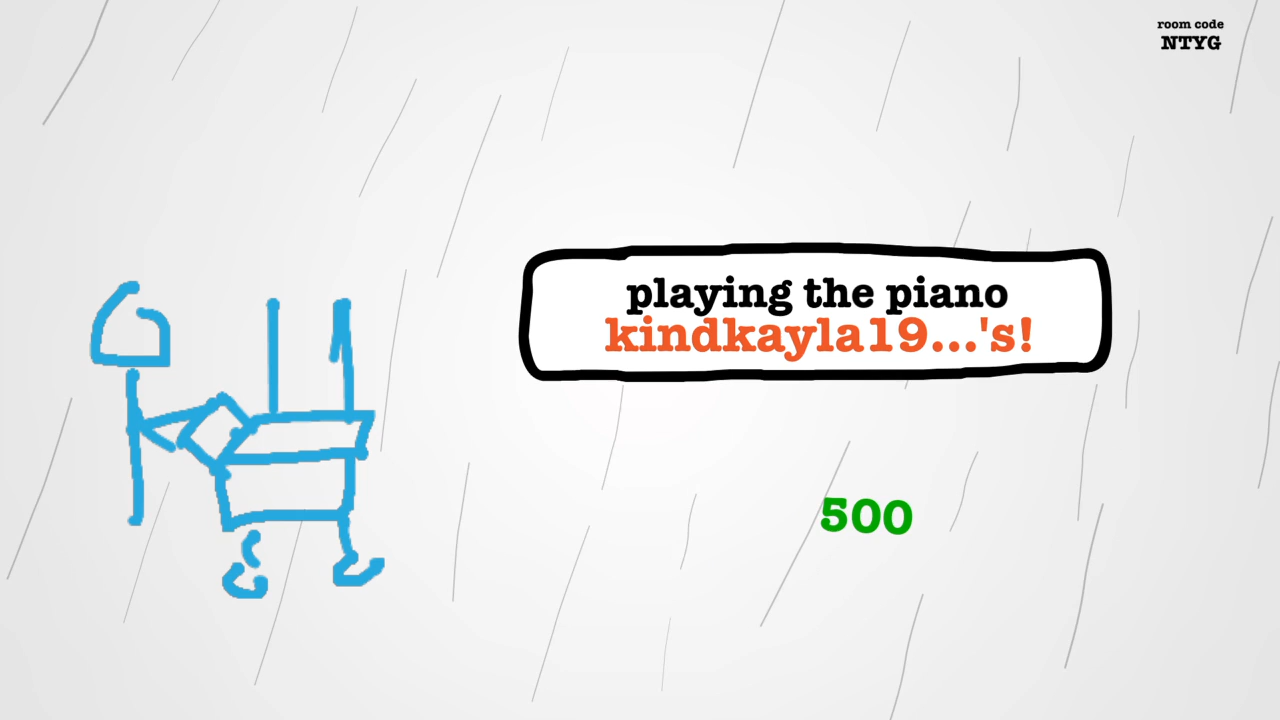 room code
NTYG
playing the piano
kindkayla19...'s!
500